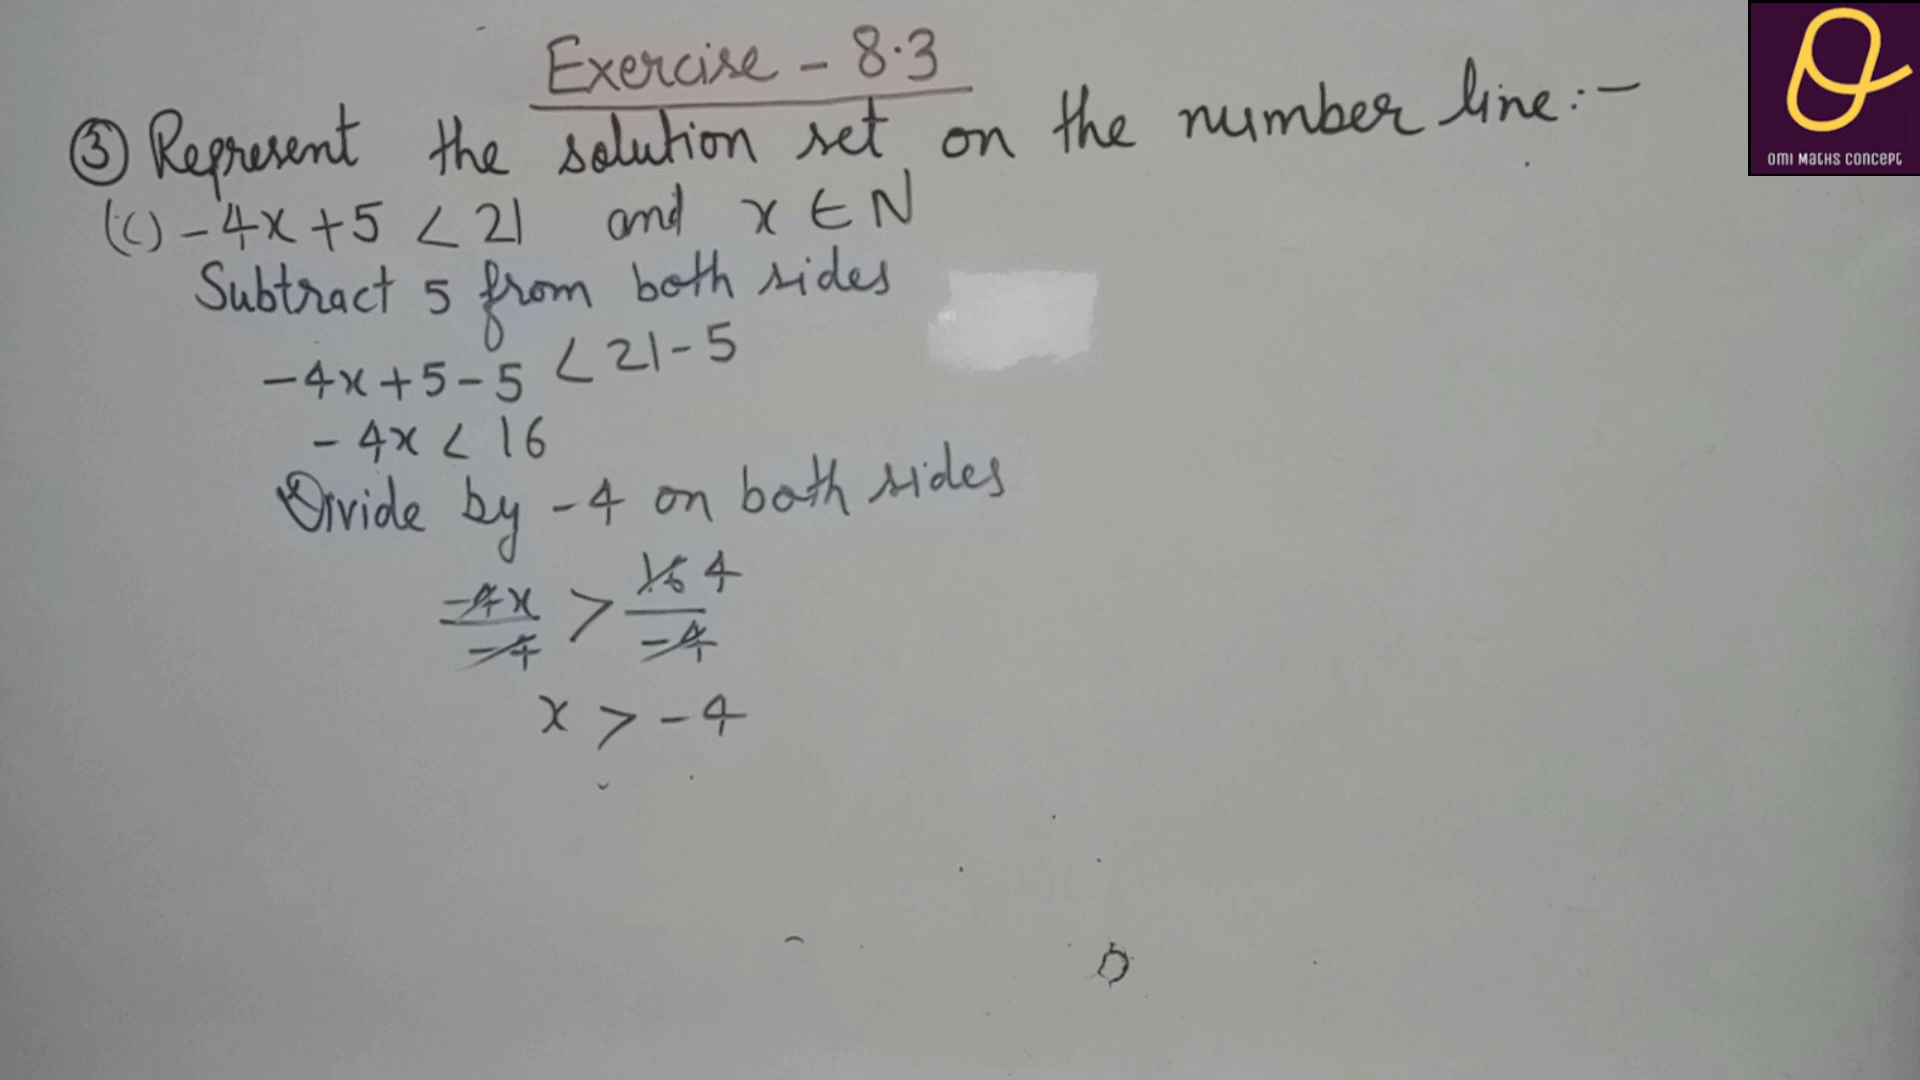 Exercise - 8.3
③ Represent the solution set on the number line:-
(C) -4x+5 < 21 and x ∈ N
Subtract 5 from both sides
-4x+5-5 < 21-5
-4x < 16
Divide by -4 on both sides
-4x/-4 > 16/-4 4
x > -4
OMI MATHS CONCEPT